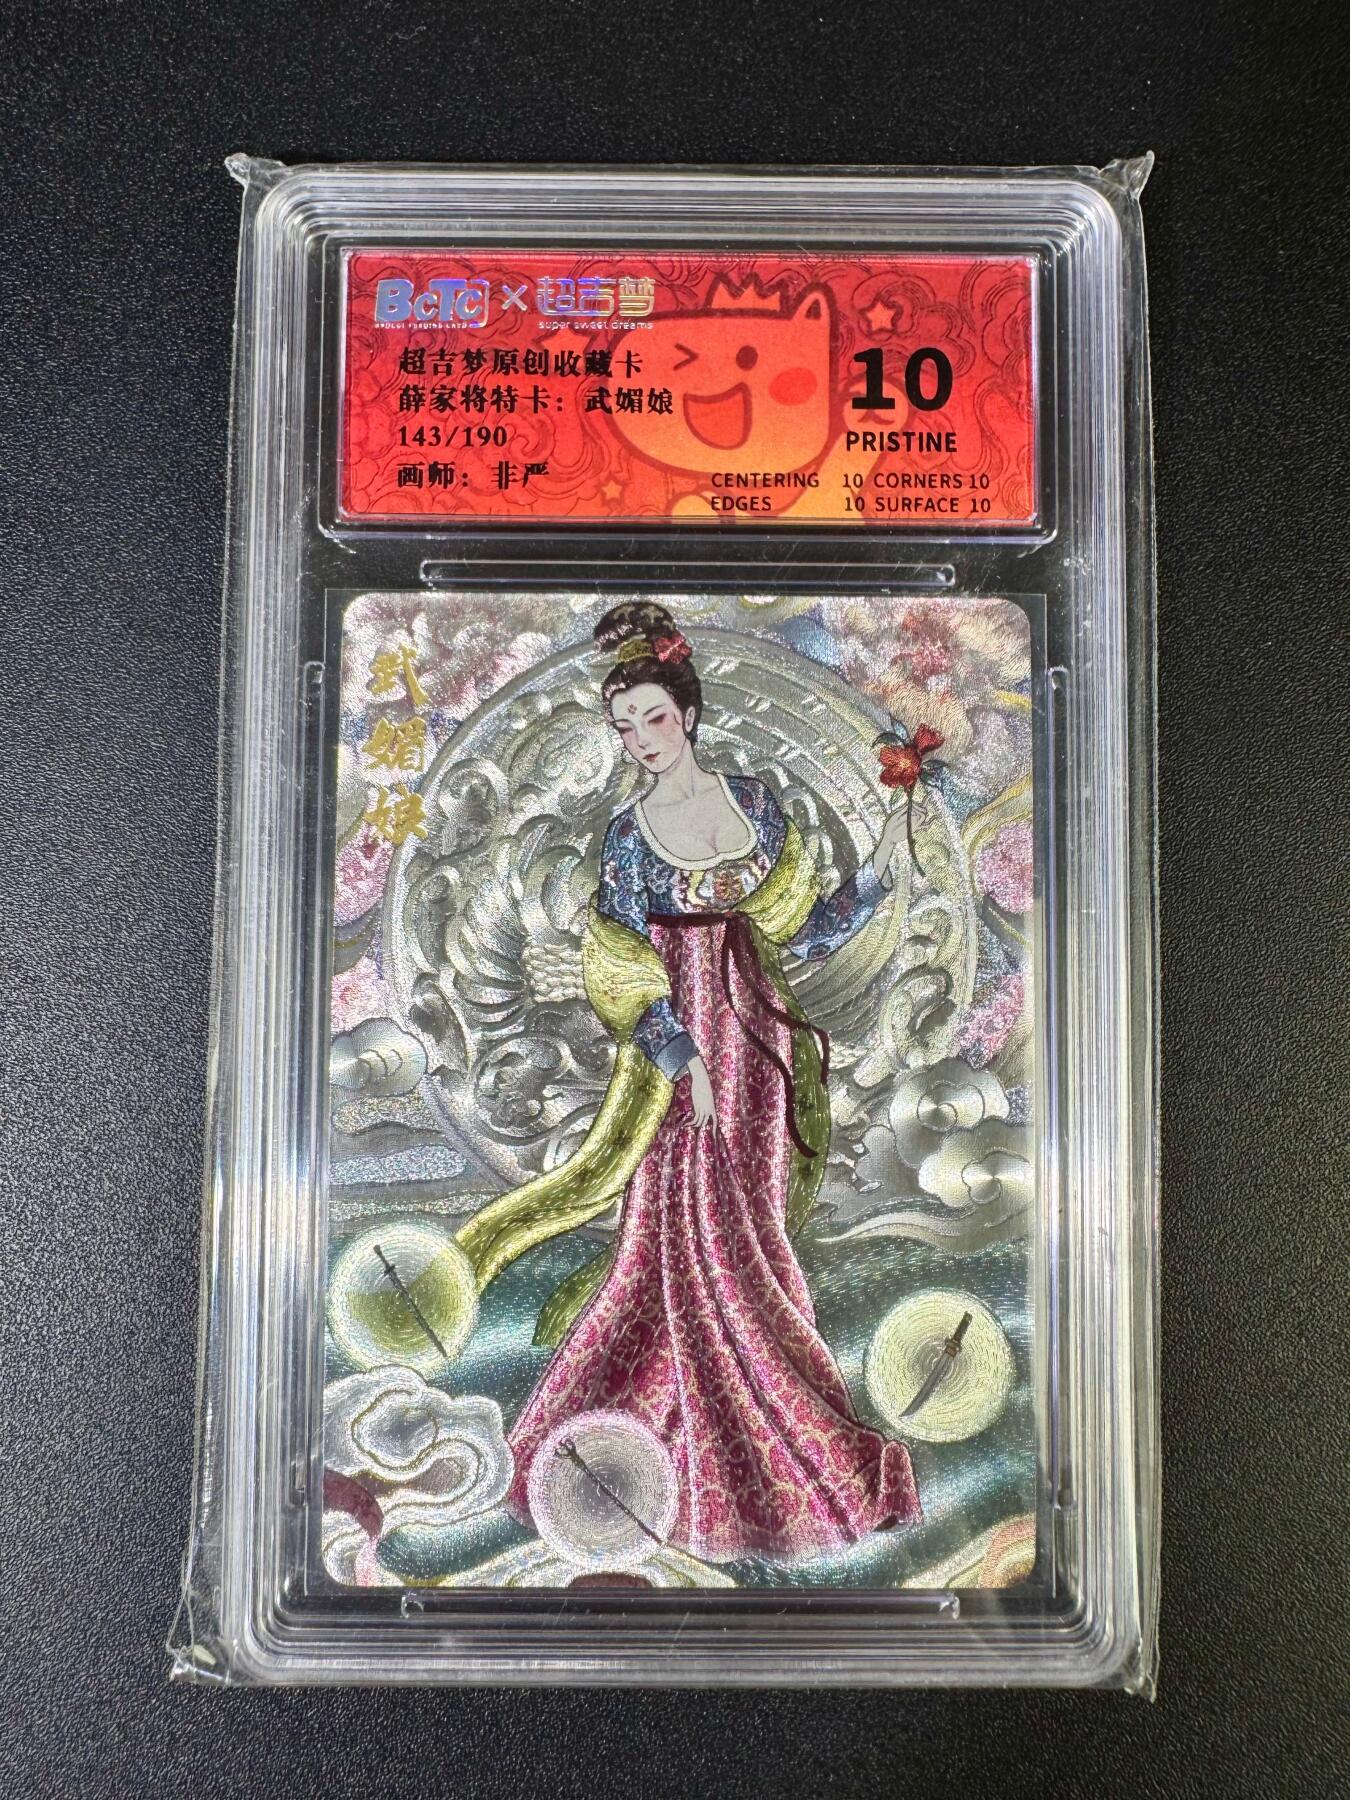 BCTC × 超吉梦
super sweet dreams
超吉梦原创收藏卡
薛家将特卡：武媚娘
143/190
画师：非严
10
PRISTINE
CENTERING 10 CORNERS 10
EDGES 10 SURFACE 10
武媚娘